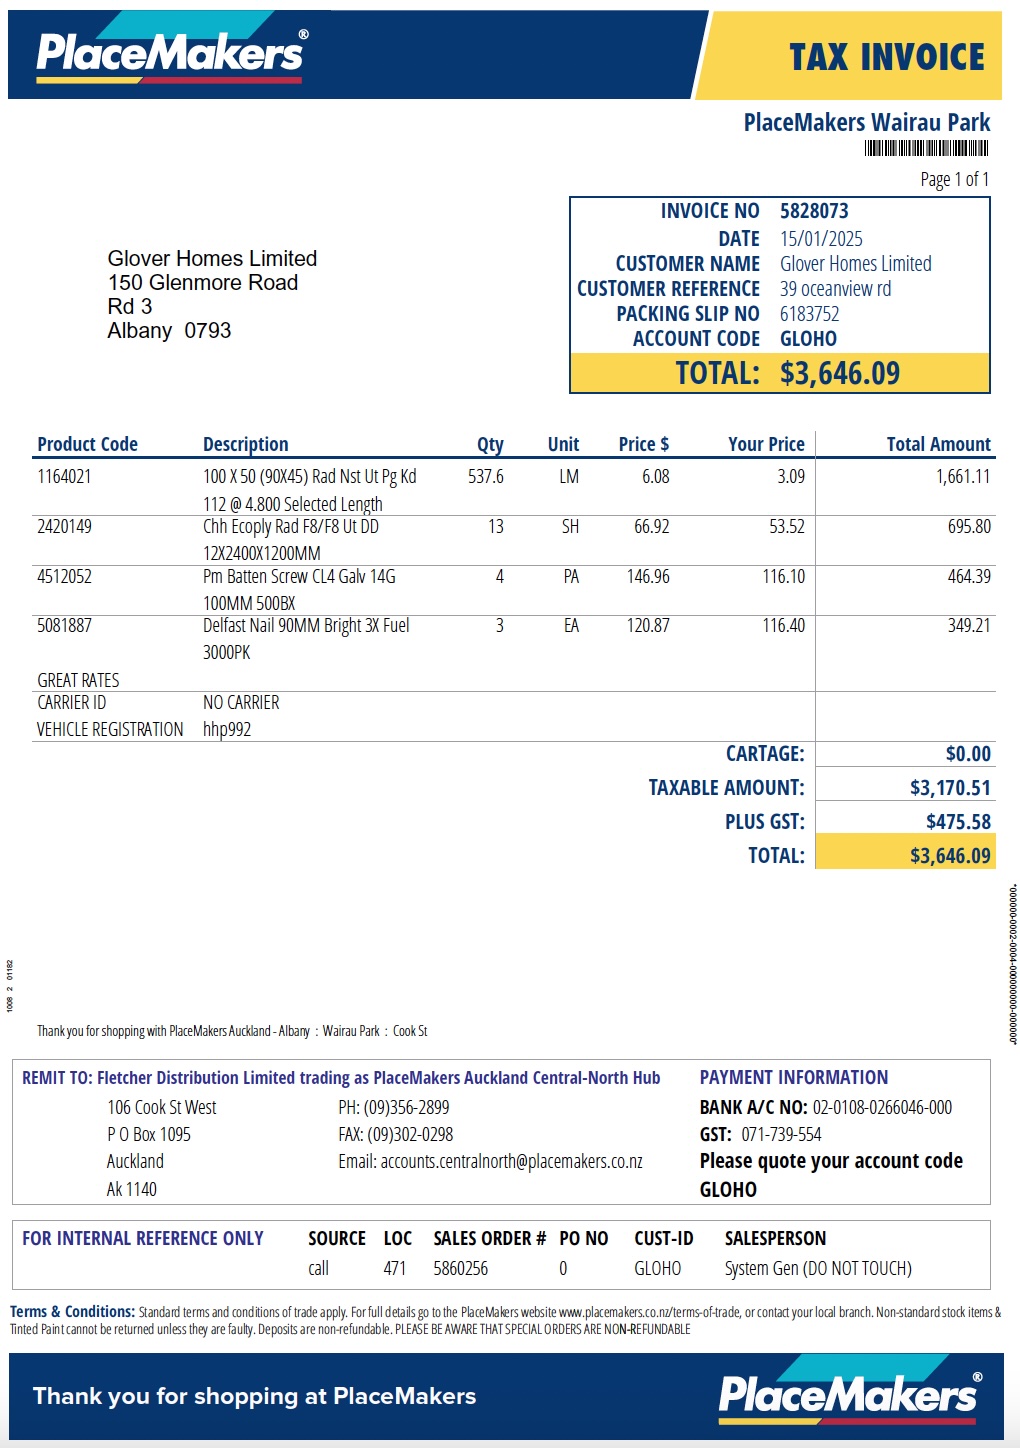 PlaceMakers®
TAX INVOICE
PlaceMakers Wairau Park
Page 1 of 1
INVOICE NO 5828073
DATE 15/01/2025
CUSTOMER NAME Glover Homes Limited
CUSTOMER REFERENCE 39 oceanview rd
PACKING SLIP NO 6183752
ACCOUNT CODE GLOHO
TOTAL: $3,646.09
Glover Homes Limited
150 Glenmore Road
Rd 3
Albany 0793
Product Code Description Qty Unit Price $ Your Price Total Amount
1164021 100 X 50 (90X45) Rad Nst Ut Pg Kd 537.6 LM 6.08 3.09 1,661.11
112 @ 4.800 Selected Length
2420149 Chh Ecoply Rad F8/F8 Ut DD 13 SH 66.92 53.52 695.80
12X2400X1200MM
4512052 Pm Batten Screw CL4 Galv 14G 4 PA 146.96 116.10 464.39
100MM 500BX
5081887 Delfast Nail 90MM Bright 3X Fuel 3 EA 120.87 116.40 349.21
3000PK
GREAT RATES
CARRIER ID NO CARRIER
VEHICLE REGISTRATION hhp992
CARTAGE: $0.00
TAXABLE AMOUNT: $3,170.51
PLUS GST: $475.58
TOTAL: $3,646.09
1008 2 01182
*000000-0002-0004-00000000-000000*
Thank you for shopping with PlaceMakers Auckland - Albany : Wairau Park : Cook St
REMIT TO: Fletcher Distribution Limited trading as PlaceMakers Auckland Central-North Hub
106 Cook St West PH: (09)356-2899
P O Box 1095 FAX: (09)302-0298
Auckland Email: accounts.centralnorth@placemakers.co.nz
Ak 1140
PAYMENT INFORMATION
BANK A/C NO: 02-0108-0266046-000
GST: 071-739-554
Please quote your account code
GLOHO
FOR INTERNAL REFERENCE ONLY SOURCE LOC SALES ORDER # PO NO CUST-ID SALESPERSON
call 471 5860256 0 GLOHO System Gen (DO NOT TOUCH)
Terms & Conditions: Standard terms and conditions of trade apply. For full details go to the PlaceMakers website www.placemakers.co.nz/terms-of-trade, or contact your local branch. Non-standard stock items &
Tinted Paint cannot be returned unless they are faulty. Deposits are non-refundable. PLEASE BE AWARE THAT SPECIAL ORDERS ARE NON-REFUNDABLE
Thank you for shopping at PlaceMakers
PlaceMakers®